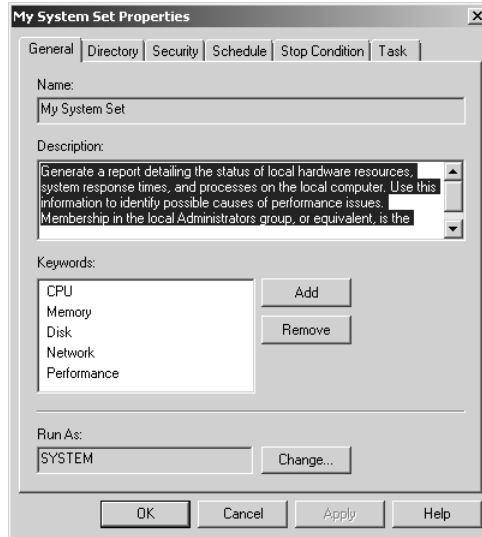 My System Set Properties
General Directory Security Schedule Stop Condition Task
Name:
My System Set
Description:
Generate a report detailing the status of local hardware resources,
system response times, and processes on the local computer. Use this
information to identify possible causes of performance issues.
Membership in the local Administrators group, or equivalent, is the
Keywords:
CPU
Memory
Disk
Network
Performance
Add
Remove
Run As:
SYSTEM
Change...
OK Cancel Apply Help